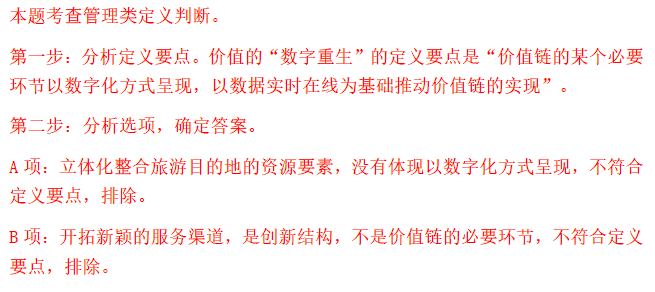 本题考查管理类定义判断。
第一步：分析定义要点。价值的“数字重生”的定义要点是“价值链的某个必要
环节以数字化方式呈现，以数据实时在线为基础推动价值链的实现”。
第二步：分析选项，确定答案。
A 项：立体化整合旅游目的地的资源要素，没有体现以数字化方式呈现，不符合
定义要点，排除。
B 项：开拓新颖的服务渠道，是创新结构，不是价值链的必要环节，不符合定义
要点，排除。